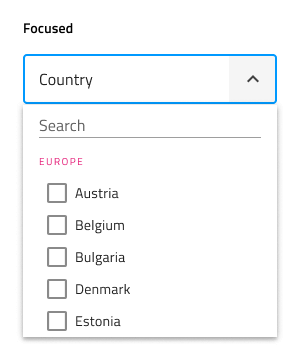 Focused
Country
Search
EUROPE
Austria
Belgium
Bulgaria
Denmark
Estonia